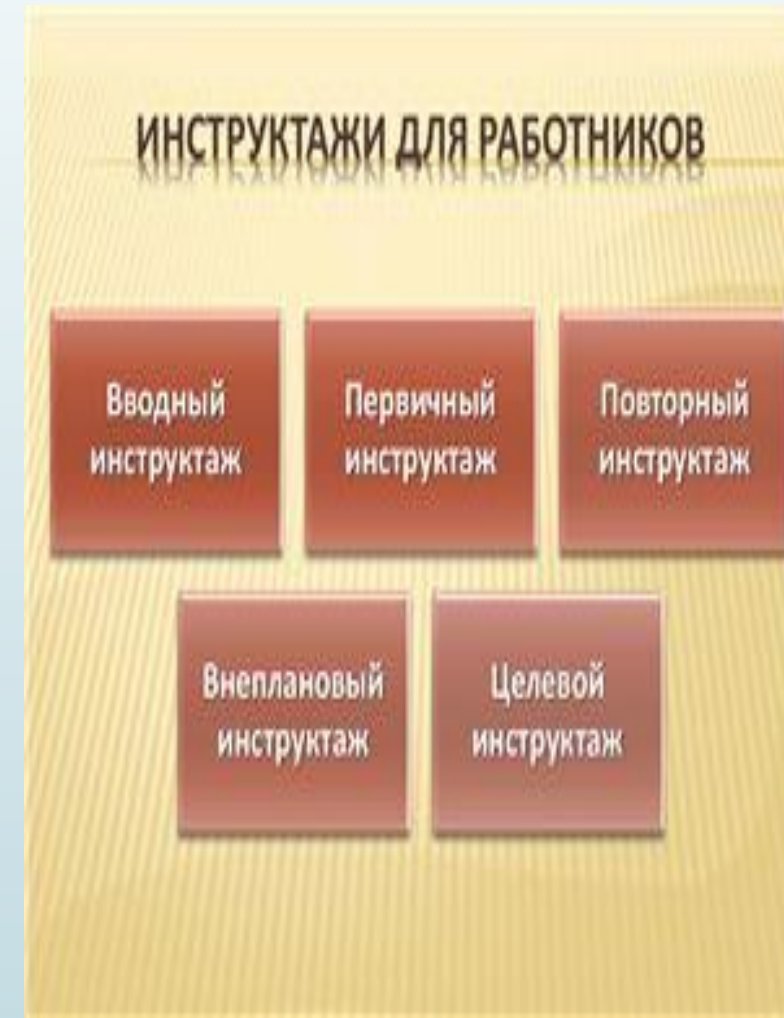 ИНСТРУКТАЖИ ДЛЯ РАБОТНИКОВ
Вводный
инструктаж
Первичный
инструктаж
Повторный
инструктаж
Внеплановый
инструктаж
Целевой
инструктаж